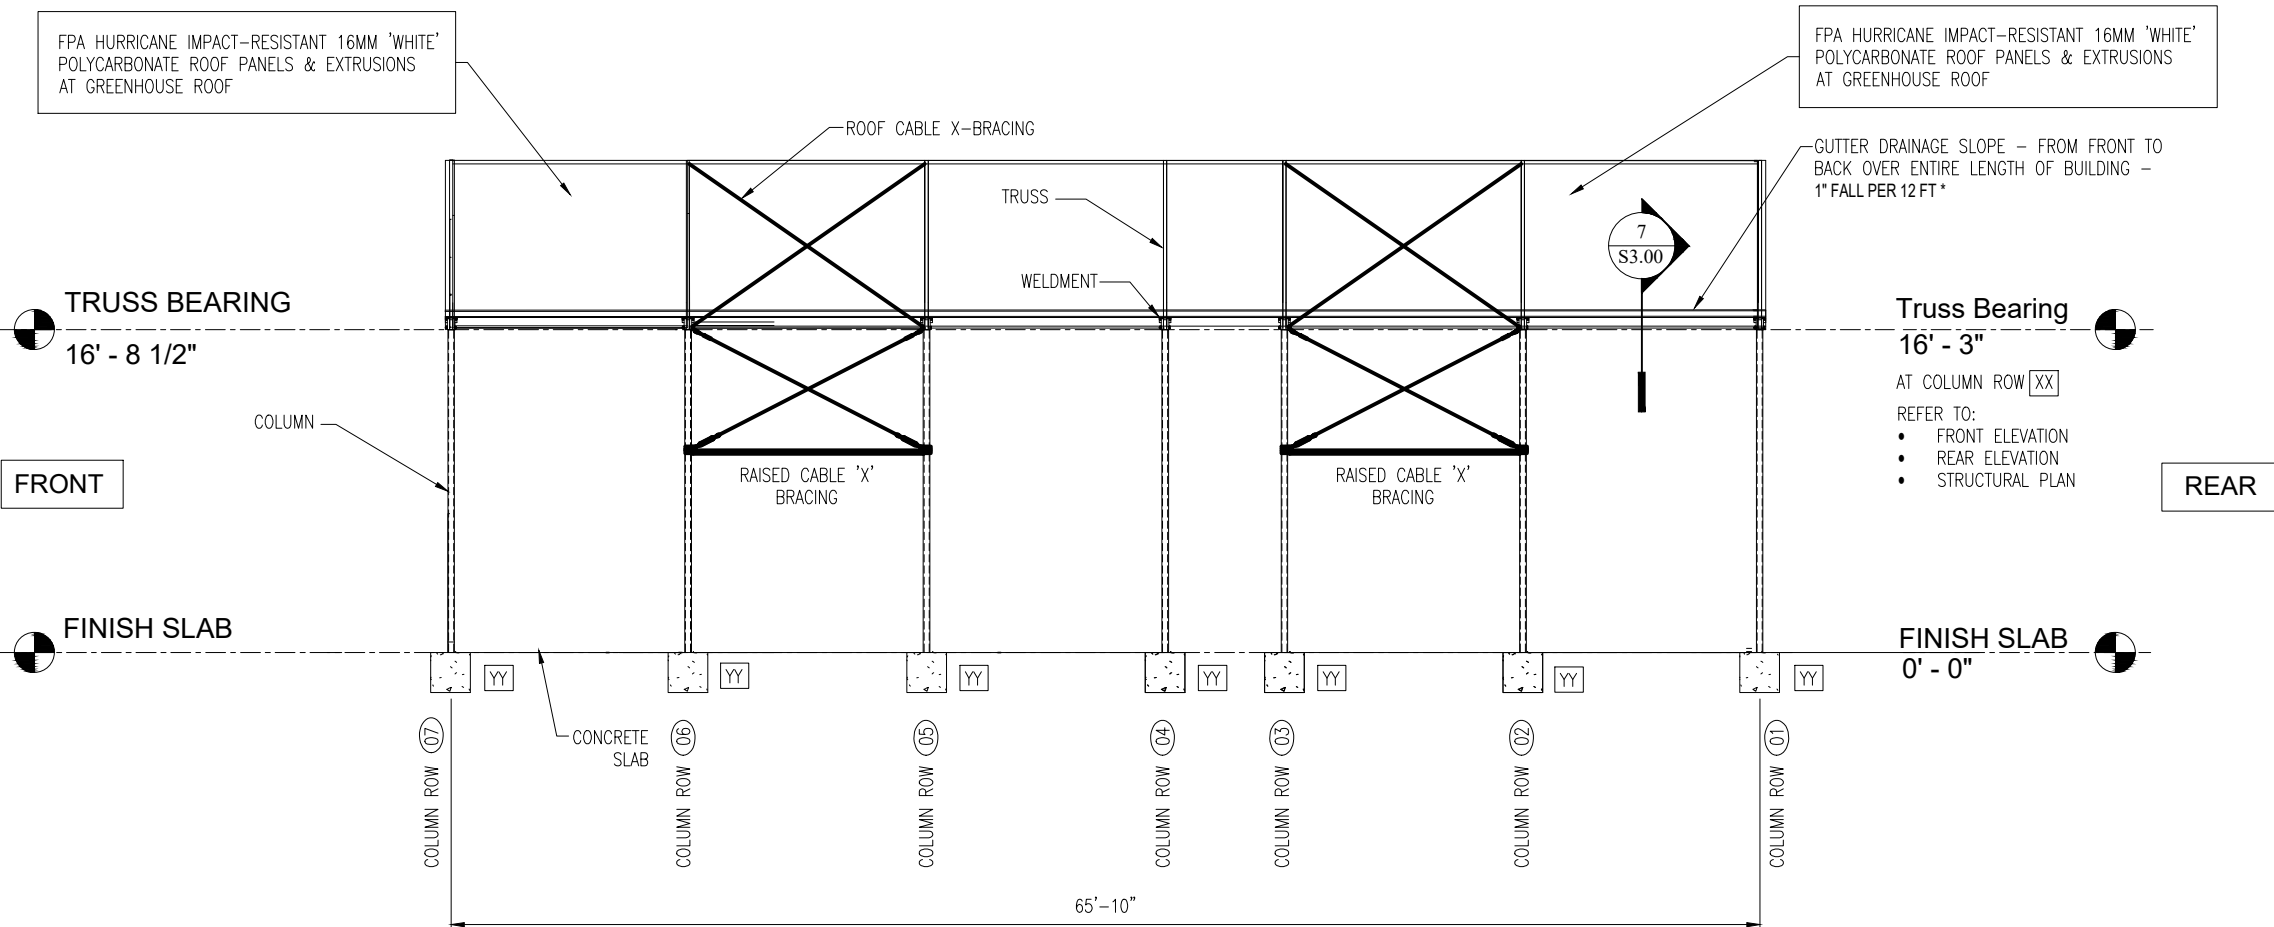 FPA HURRICANE IMPACT-RESISTANT 16MM 'WHITE'
POLYCARBONATE ROOF PANELS & EXTRUSIONS
AT GREENHOUSE ROOF
FPA HURRICANE IMPACT-RESISTANT 16MM 'WHITE'
POLYCARBONATE ROOF PANELS & EXTRUSIONS
AT GREENHOUSE ROOF
ROOF CABLE X-BRACING
GUTTER DRAINAGE SLOPE - FROM FRONT TO
BACK OVER ENTIRE LENGTH OF BUILDING -
1" FALL PER 12 FT *
TRUSS
7
S3.00
WELDMENT
TRUSS BEARING
16' - 8 1/2"
Truss Bearing
16' - 3"
AT COLUMN ROW XX
REFER TO:
• FRONT ELEVATION
• REAR ELEVATION
• STRUCTURAL PLAN
COLUMN
FRONT
RAISED CABLE 'X'
BRACING
RAISED CABLE 'X'
BRACING
REAR
FINISH SLAB
FINISH SLAB
0' - 0"
YY
YY
YY
YY
YY
YY
YY
CONCRETE
SLAB
COLUMN ROW 07
COLUMN ROW 06
COLUMN ROW 05
COLUMN ROW 04
COLUMN ROW 03
COLUMN ROW 02
COLUMN ROW 01
65'-10"